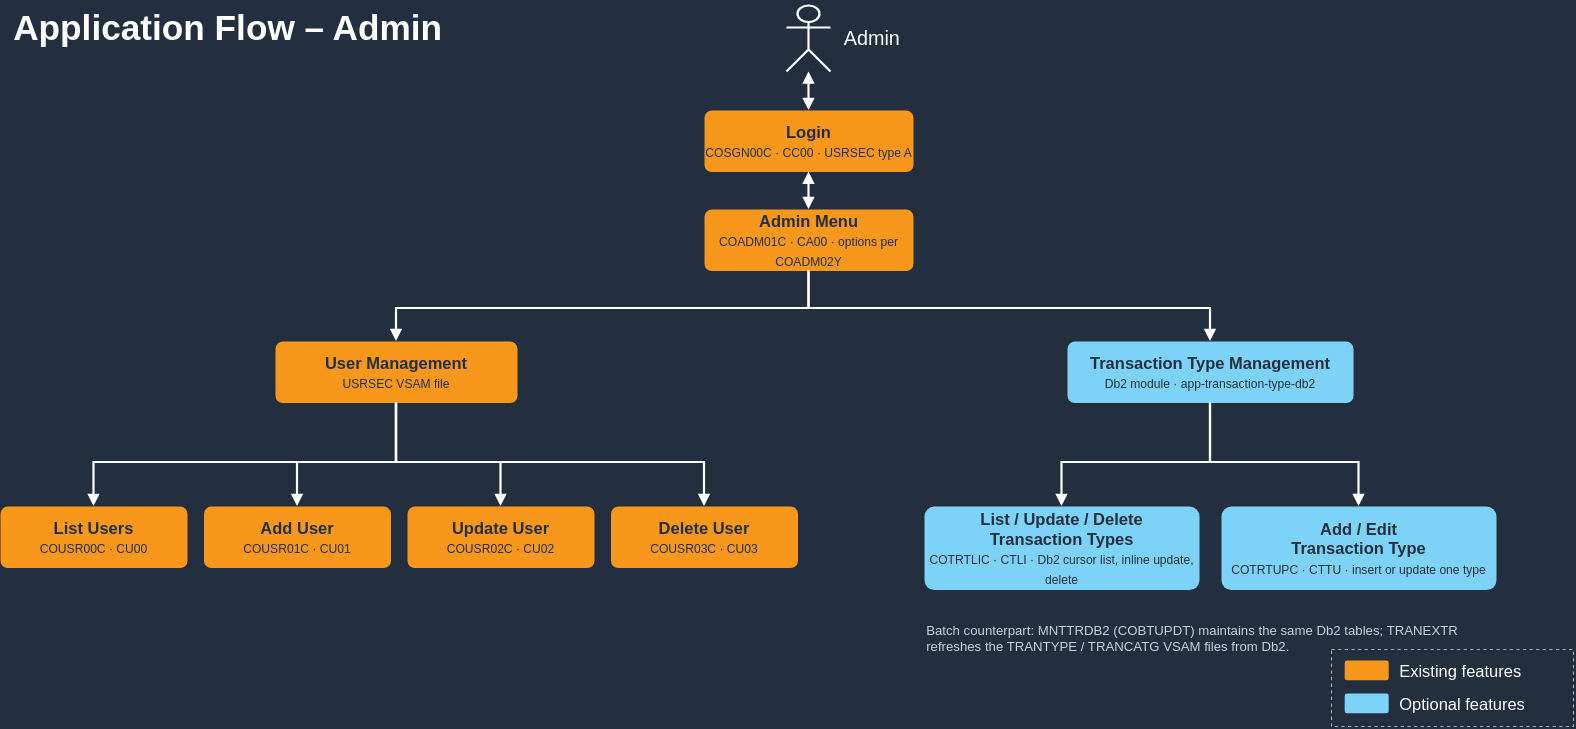 Application Flow – Admin
Admin
Login
COSGN00C · CC00 · USRSEC type A
Admin Menu
COADM01C · CA00 · options per
COADM02Y
User Management
USRSEC VSAM file
Transaction Type Management
Db2 module · app-transaction-type-db2
List Users
COUSR00C · CU00
Add User
COUSR01C · CU01
Update User
COUSR02C · CU02
Delete User
COUSR03C · CU03
List / Update / Delete
Transaction Types
COTRTLIC · CTLI · Db2 cursor list, inline update,
delete
Add / Edit
Transaction Type
COTRTUPC · CTTU · insert or update one type
Batch counterpart: MNTTRDB2 (COBTUPDT) maintains the same Db2 tables; TRANEXTR
refreshes the TRANTYPE / TRANCATG VSAM files from Db2.
Existing features
Optional features